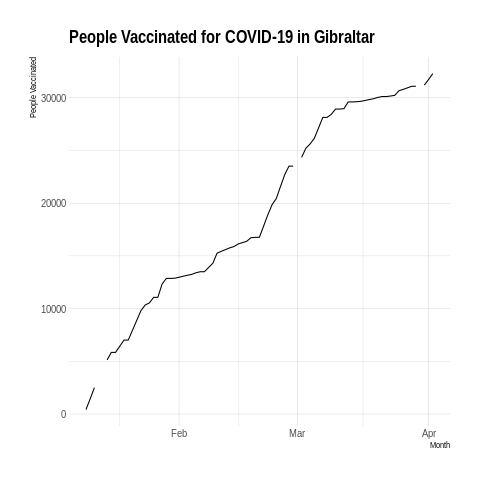 People Vaccinated for COVID-19 in Gibraltar
People Vaccinated
30000
20000
10000
0
Feb Mar Apr
Month